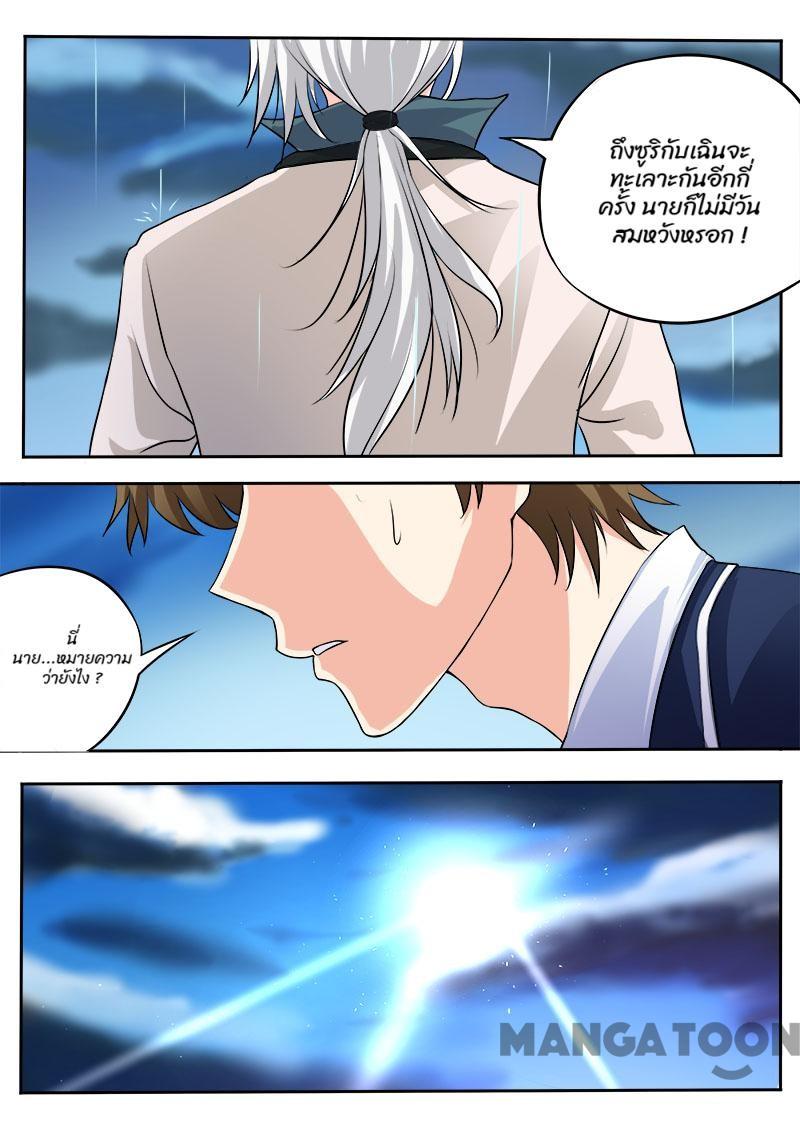 ถึงซูริกับเฉินจะ
ทะเลาะกันอีกกี่
ครั้ง นายก็ไม่มีวัน
สมหวังหรอก !
นี่
นาย...หมายความ
ว่ายังไง ?
MANGATOON